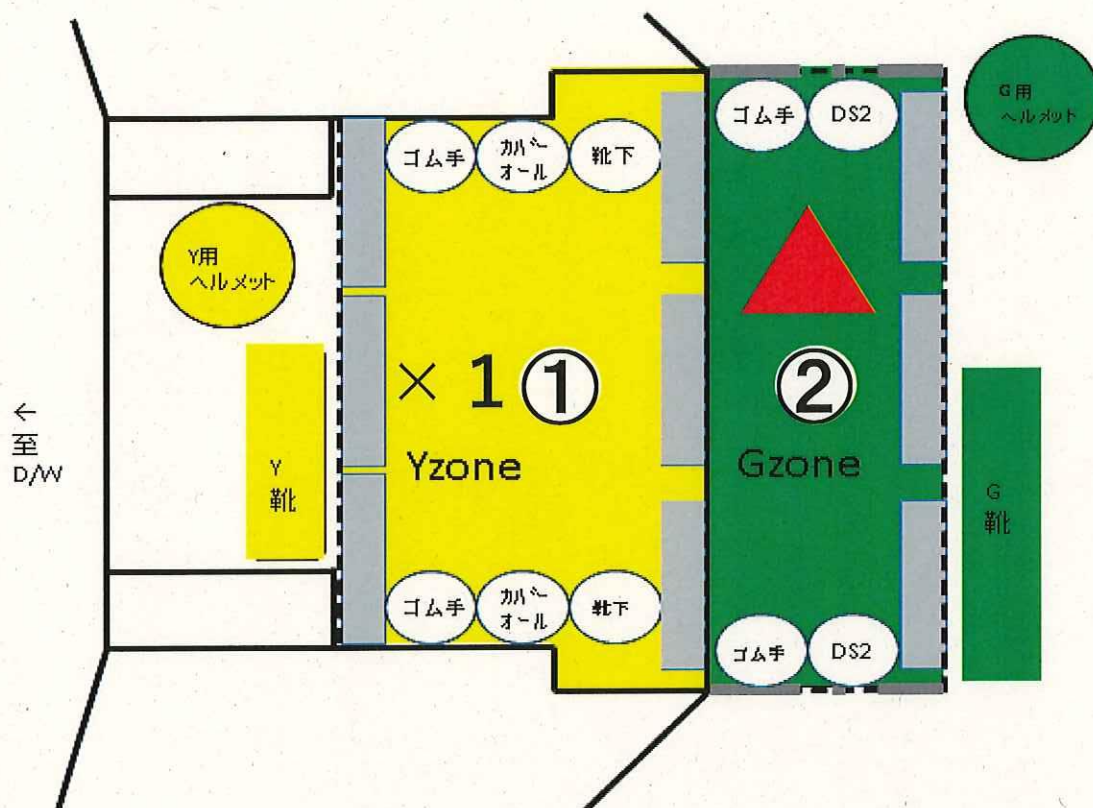 ゴム手
DS2
G用
ヘルメット
ゴム手
カバー
オール
靴下
Y用
ヘルメット
×1①
②
←
至
D/W
Yzone
Gzone
Y
靴
G
靴
ゴム手
カバー
オール
靴下
ゴム手
DS2